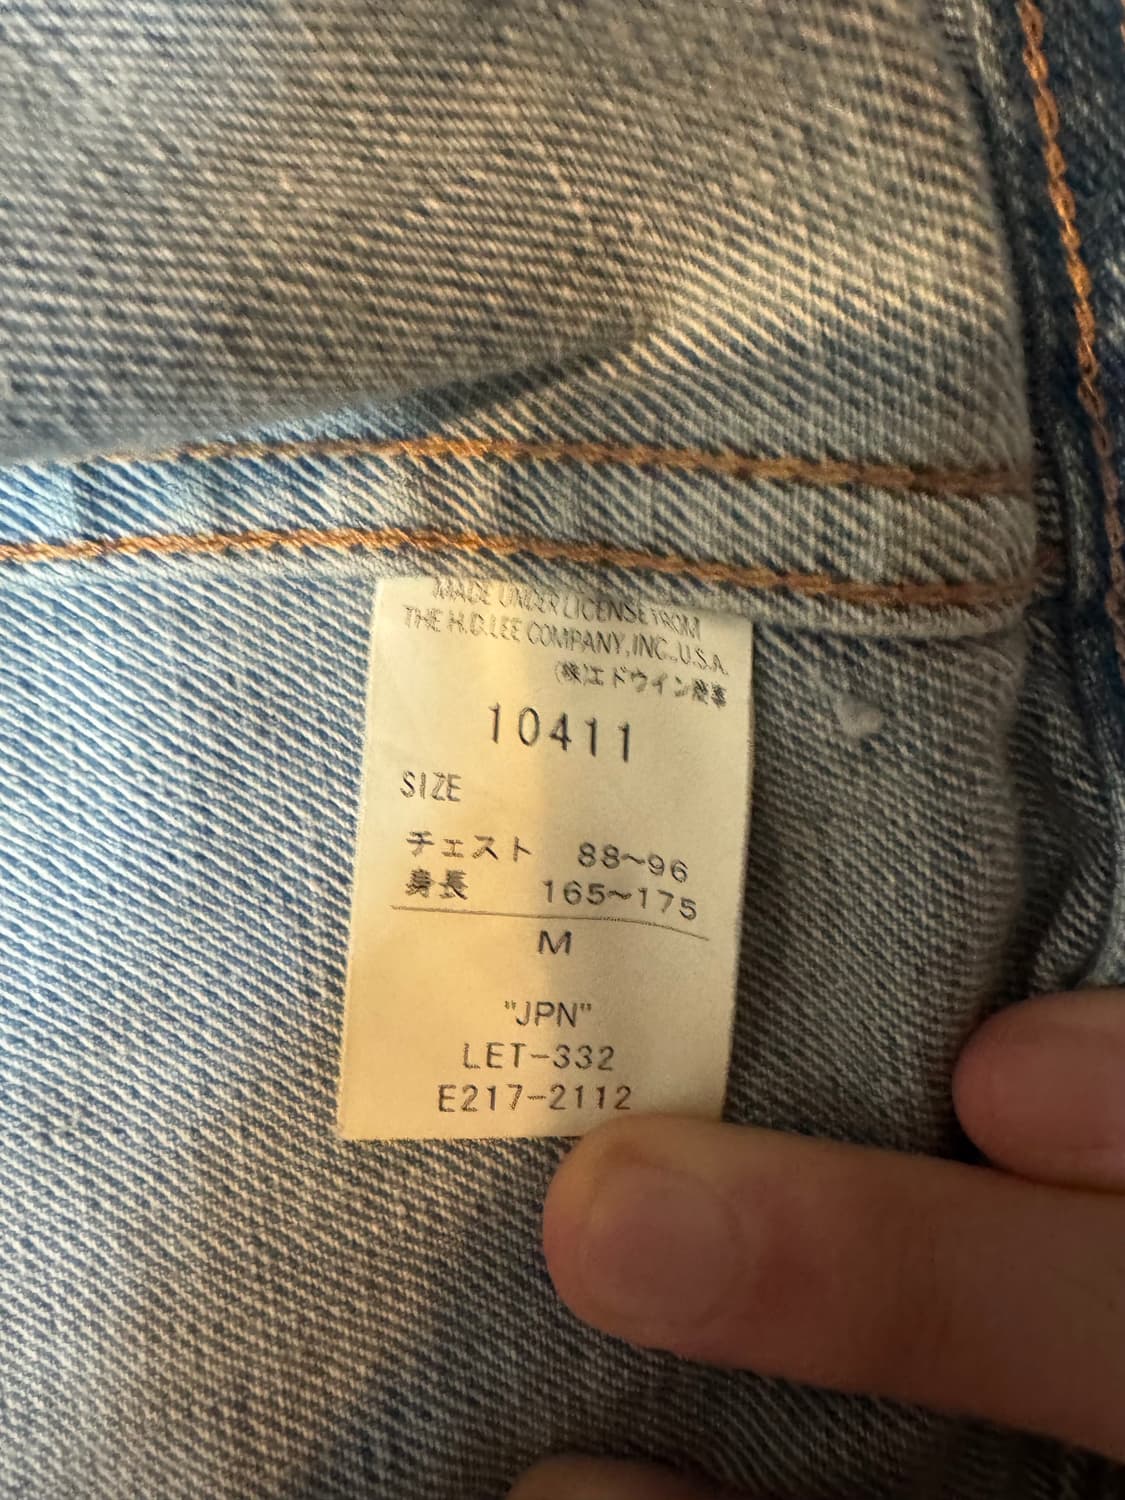 MADE UNDER LICENSE FROM
THE H.D.LEE COMPANY, INC., U.S.A.
(株)エドウイン商事
10411
SIZE
チェスト 88~96
身長 165~175
M
"JPN"
LET-332
E217-2112